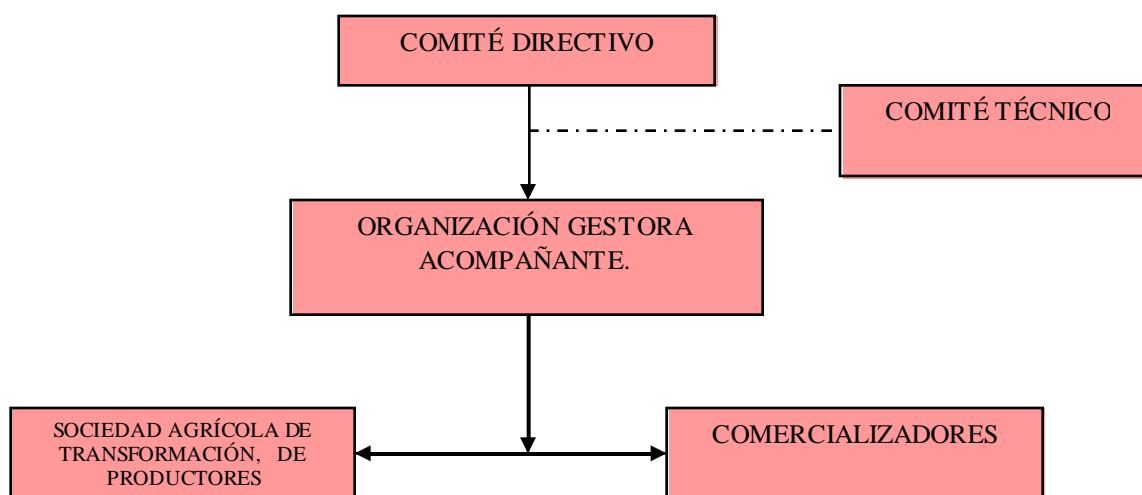 COMITÉ DIRECTIVO
COMITÉ TÉCNICO
ORGANIZACIÓN GESTORA
ACOMPAÑANTE.
SOCIEDAD AGRÍCOLA DE
TRANSFORMACIÓN, DE
PRODUCTORES
COMERCIALIZADORES